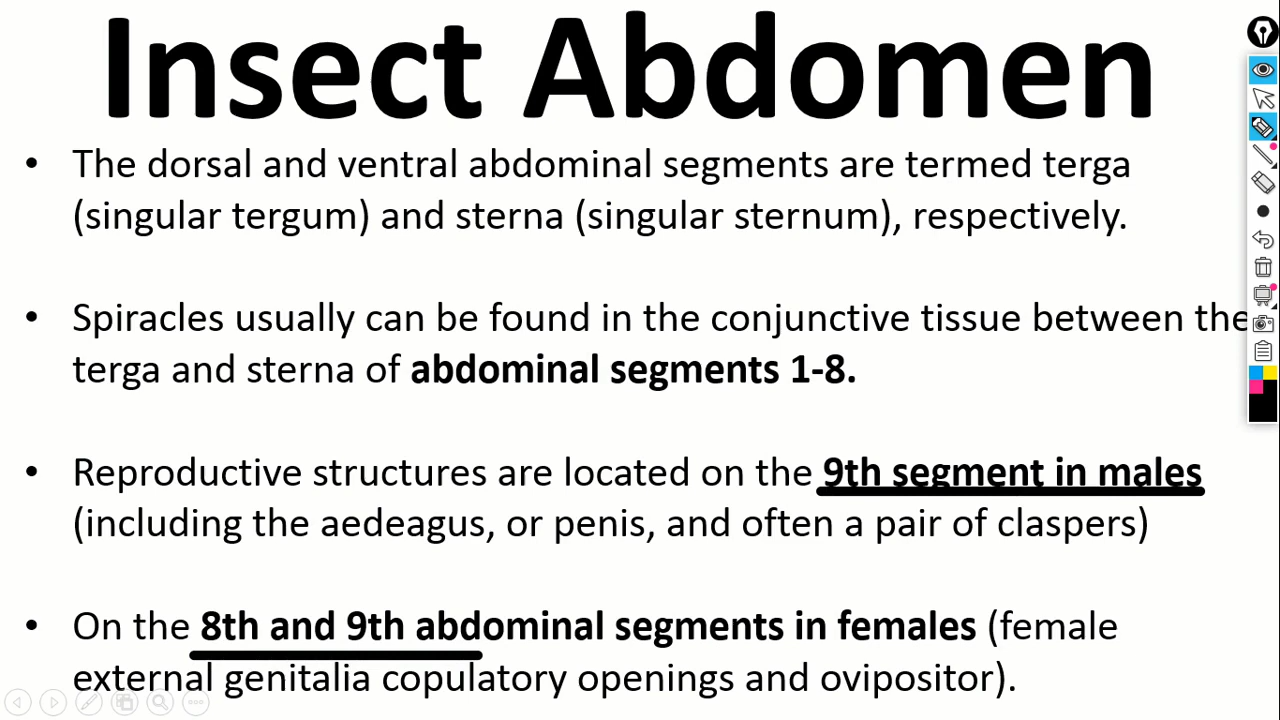 Insect Abdomen
• The dorsal and ventral abdominal segments are termed terga
(singular tergum) and sterna (singular sternum), respectively.
• Spiracles usually can be found in the conjunctive tissue between the
terga and sterna of abdominal segments 1-8.
• Reproductive structures are located on the 9th segment in males
(including the aedeagus, or penis, and often a pair of claspers)
• On the 8th and 9th abdominal segments in females (female
external genitalia copulatory openings and ovipositor).